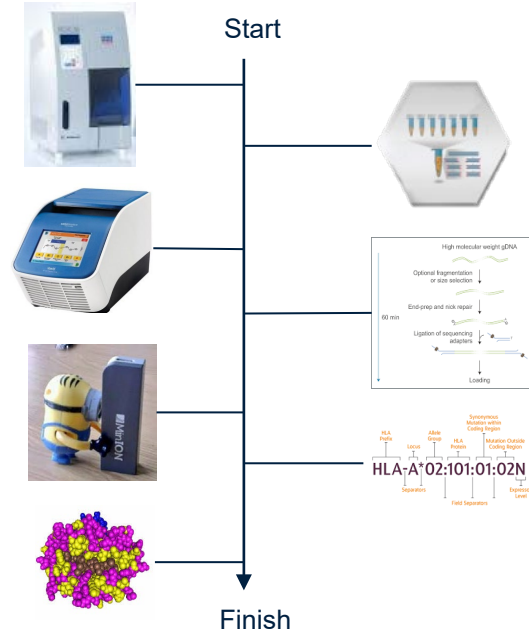 Start
High molecular weight gDNA
Optional fragmentation
or size selection
60 min
End-prep and nick repair
Ligation of sequencing
adapters
Loading
MinION
Synonymous
Mutation within
Coding Region
HLA
Prefix
Locus
Allele
Group
HLA
Protein
Mutation Outside
Coding Region
HLA-A*02:101:01:02N
Separators
Field Separators
Expression
Level
Finish